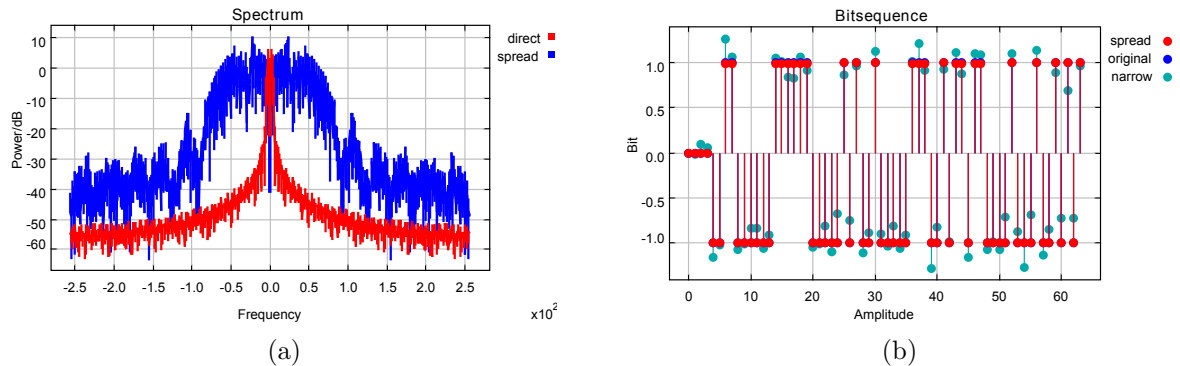 Spectrum
direct
spread
Power/dB
10
0
-10
-20
-30
-40
-50
-60
-2.5 -2.0 -1.5 -1.0 -0.5 0.0 0.5 1.0 1.5 2.0 2.5
Frequency
x10²
(a)
Bitsequence
spread
original
narrow
Bit
1.0
0.5
0.0
-0.5
-1.0
0 10 20 30 40 50 60
Amplitude
(b)